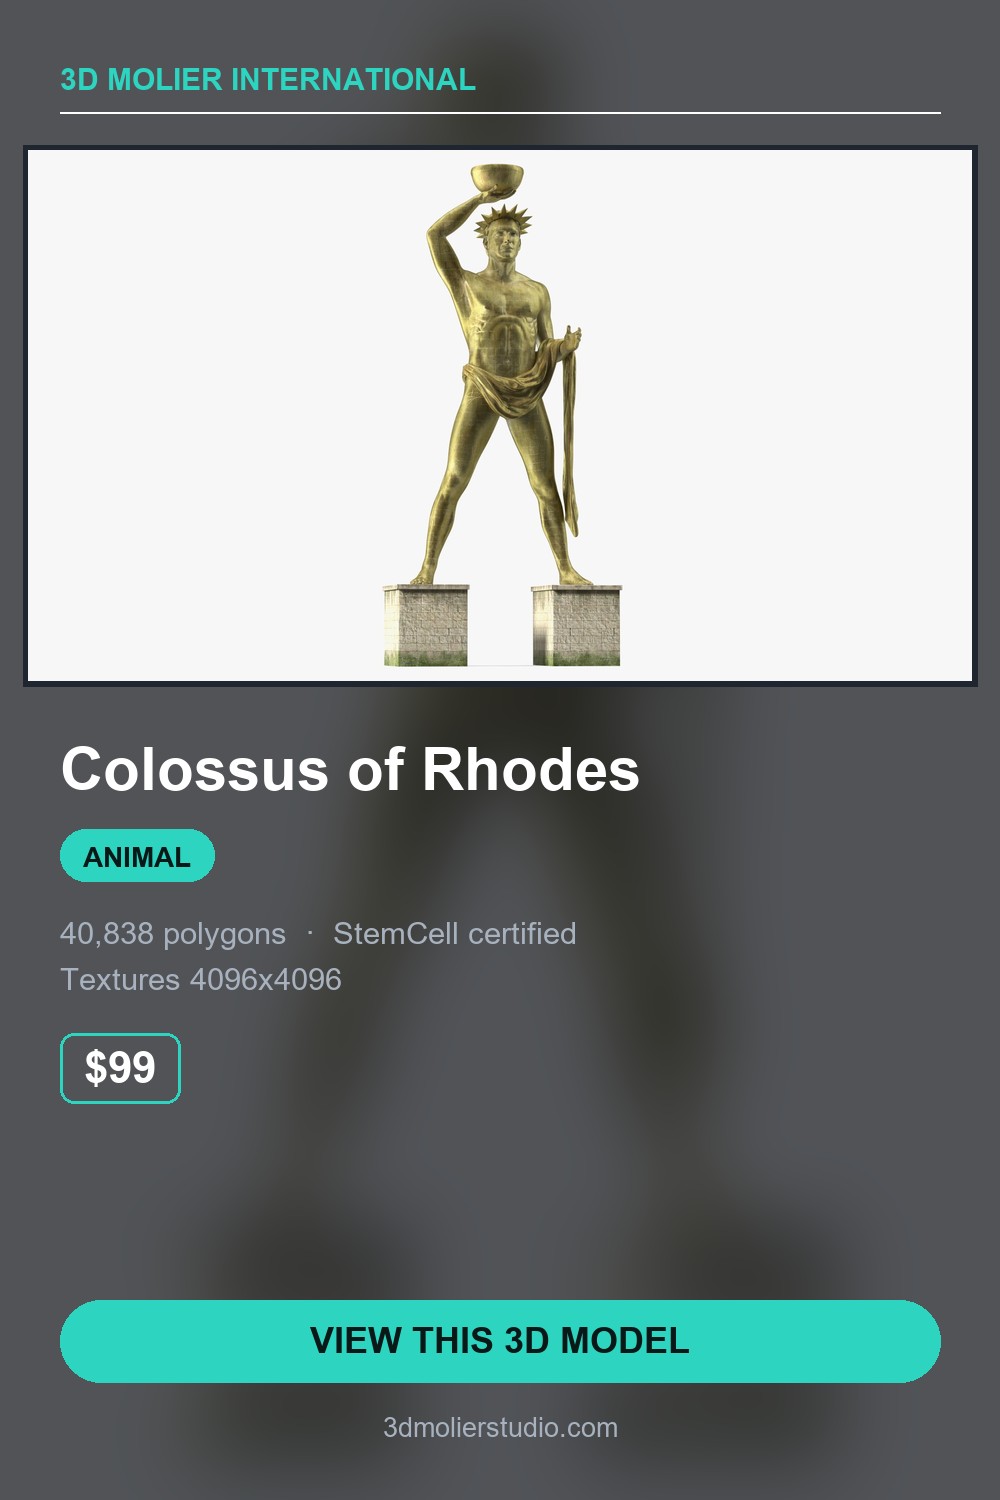 3D MOLIER INTERNATIONAL
Colossus of Rhodes
ANIMAL
40,838 polygons · StemCell certified
Textures 4096x4096
$99
VIEW THIS 3D MODEL
3dmolierstudio.com